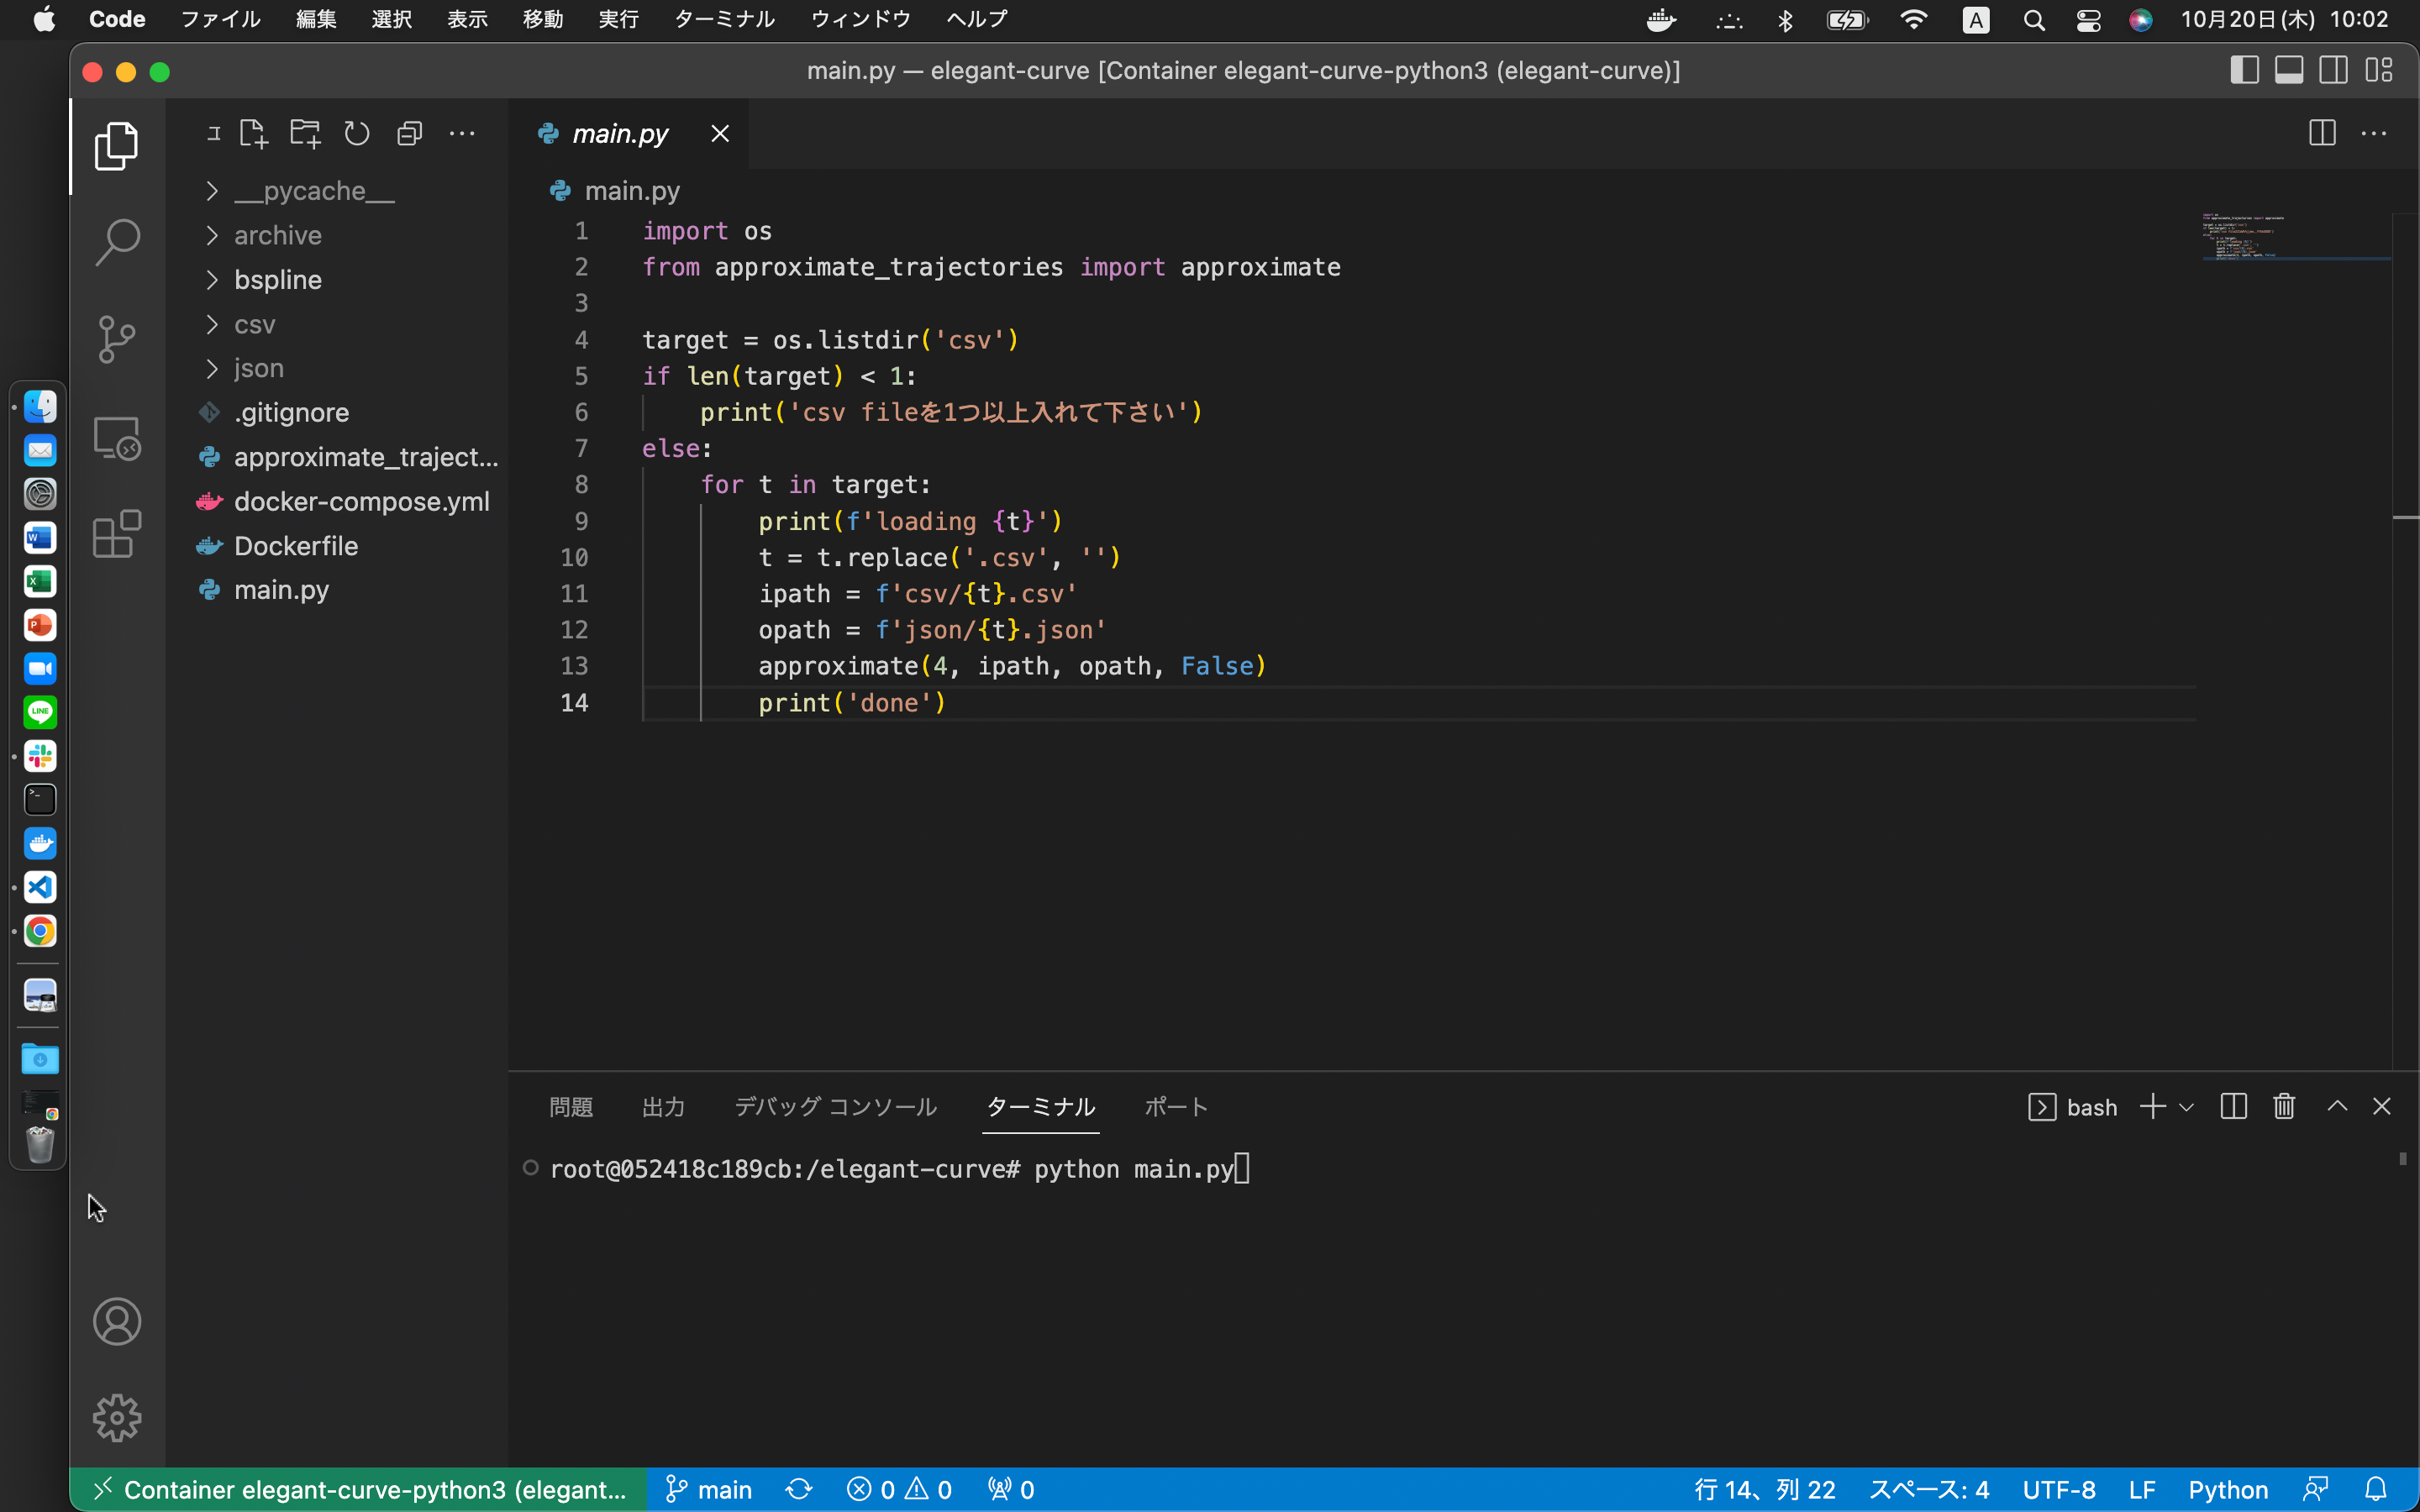 Code ファイル 編集 選択 表示 移動 実行 ターミナル ウィンドウ ヘルプ A 10月20日(木) 10:02
main.py — elegant-curve [Container elegant-curve-python3 (elegant-curve)]
main.py
__pycache__
archive
bspline
csv
json
.gitignore
approximate_traject...
docker-compose.yml
Dockerfile
main.py
main.py
1 import os
2 from approximate_trajectories import approximate
3
4 target = os.listdir('csv')
5 if len(target) < 1:
6 print('csv fileを1つ以上入れて下さい')
7 else:
8 for t in target:
9 print(f'loading {t}')
10 t = t.replace('.csv', '')
11 ipath = f'csv/{t}.csv'
12 opath = f'json/{t}.json'
13 approximate(4, ipath, opath, False)
14 print('done')
LINE
問題 出力 デバッグ コンソール ターミナル ポート bash
root@052418c189cb:/elegant-curve# python main.py
Container elegant-curve-python3 (elegant... main 0 0 0 行 14、列 22 スペース: 4 UTF-8 LF Python